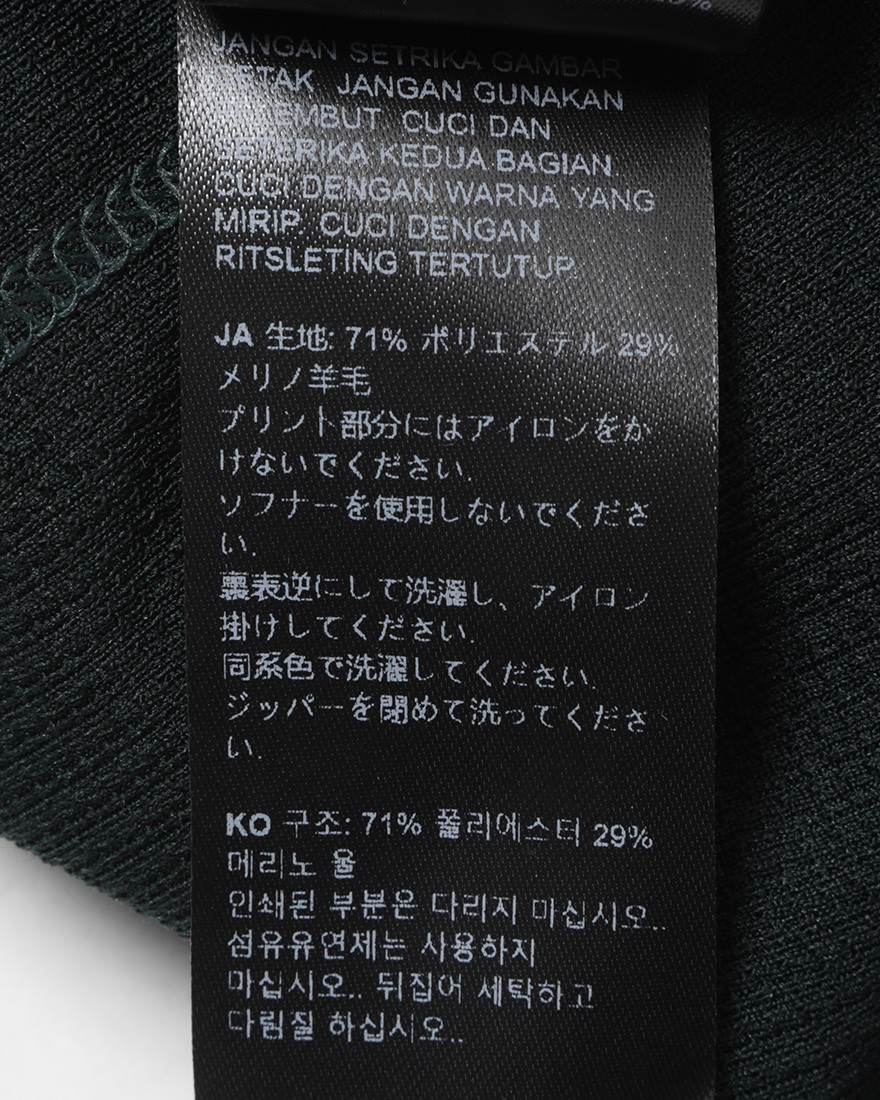 JANGAN SETRIKA GAMBAR
JANGAN GUNAKAN
CUCI DAN
SETERIKA KEDUA BAGIAN.
CUCI DENGAN WARNA YANG
MIRIP. CUCI DENGAN
RITSLETING TERTUTUP.
JA 生地: 71% ポリエステル 29%
メリノ羊毛
プリント部分にはアイロンをか
けないでください.
ソフナーを使用しないでくださ
い.
裏表逆にして洗濯し、アイロン
掛けしてください.
同系色で洗濯してください.
ジッパーを閉めて洗ってくださ
い.
KO 구조: 71% 폴리에스터 29%
메리노 울
인쇄된 부분은 다리지 마십시오..
섬유유연제는 사용하지
마십시오.. 뒤집어 세탁하고
다림질 하십시오..